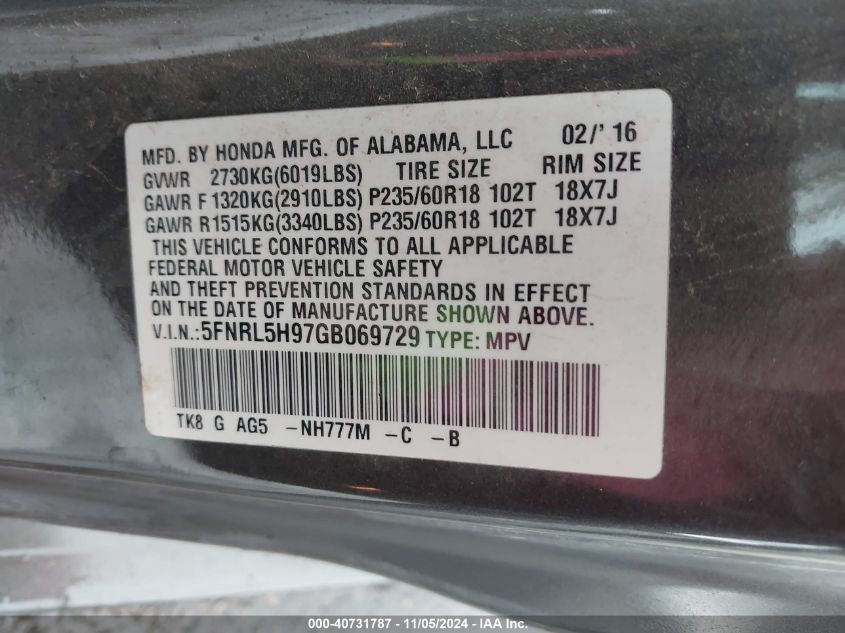 MFD. BY HONDA MFG. OF ALABAMA, LLC 02/' 16
GVWR 2730KG(6019LBS) TIRE SIZE RIM SIZE
GAWR F 1320KG(2910LBS) P235/60R18 102T 18X7J
GAWR R1515KG(3340LBS) P235/60R18 102T 18X7J
THIS VEHICLE CONFORMS TO ALL APPLICABLE
FEDERAL MOTOR VEHICLE SAFETY
AND THEFT PREVENTION STANDARDS IN EFFECT
ON THE DATE OF MANUFACTURE SHOWN ABOVE.
V.I.N.:5FNRL5H97GB069729 TYPE: MPV
TK8 G AG5 -NH777M -C -B
000-40731787 - 11/05/2024 - IAA Inc.